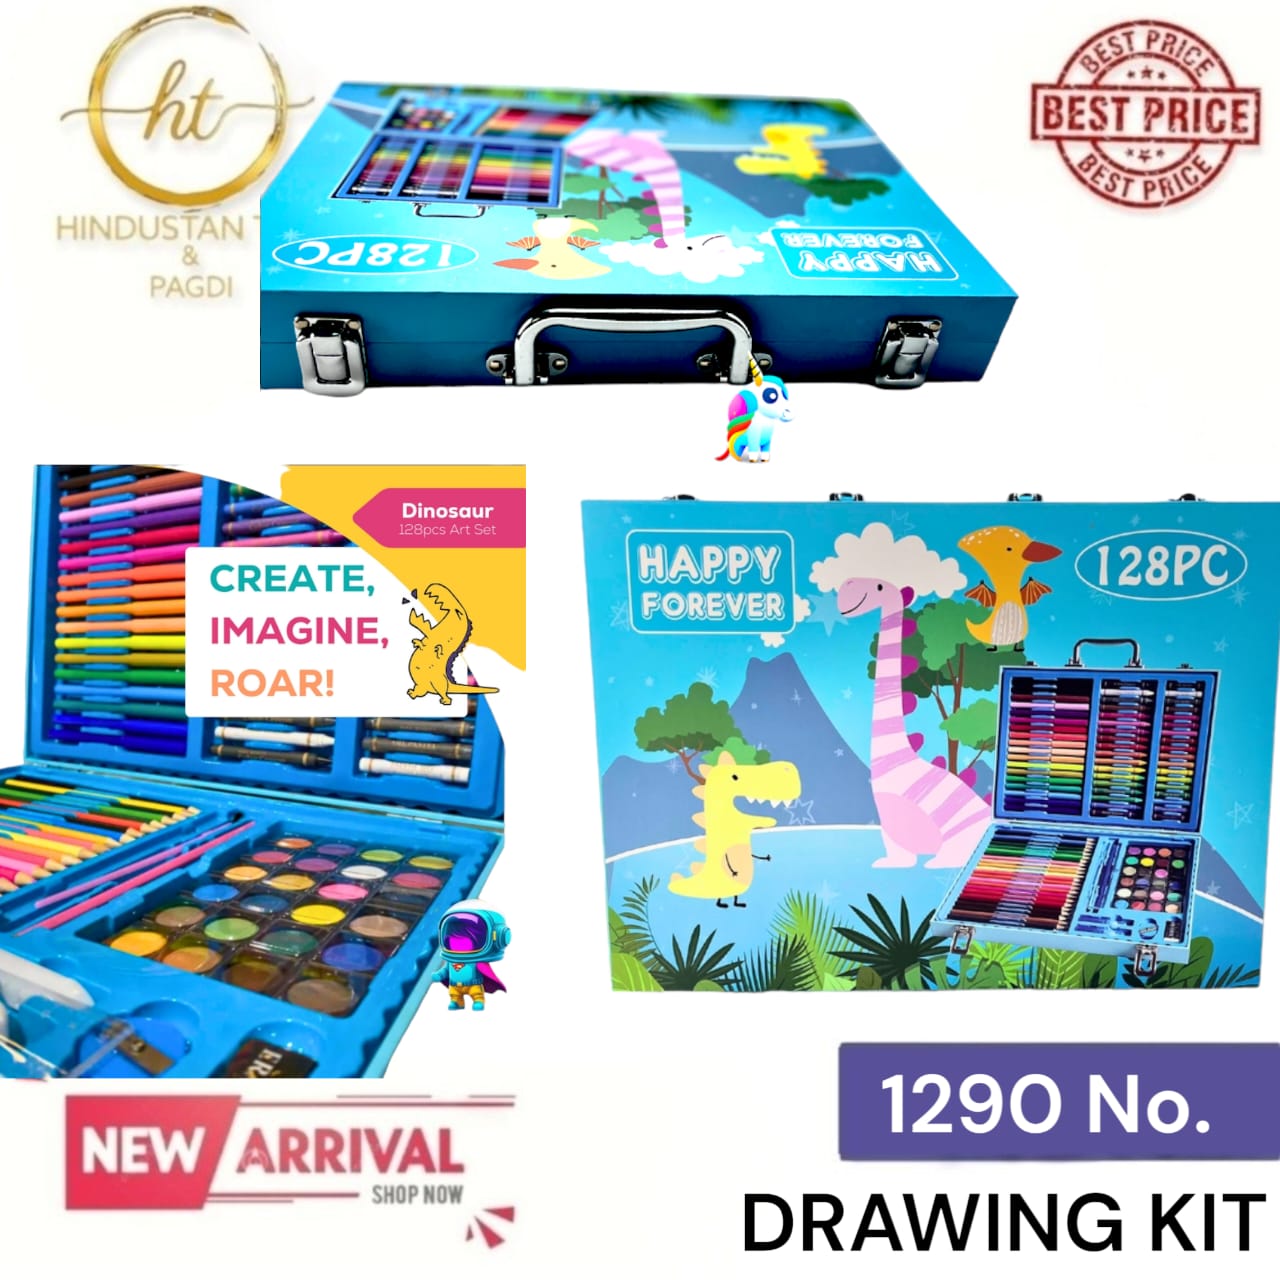 ht
HINDUSTAN
&
PAGDI
BEST PRICE
BEST PRICE
BEST PRICE
128PC
HAPPY
FOREVER
Dinosaur
128pcs Art Set
CREATE,
IMAGINE,
ROAR!
HAPPY
FOREVER
128PC
NEW ARRIVAL
SHOP NOW
1290 No.
DRAWING KIT